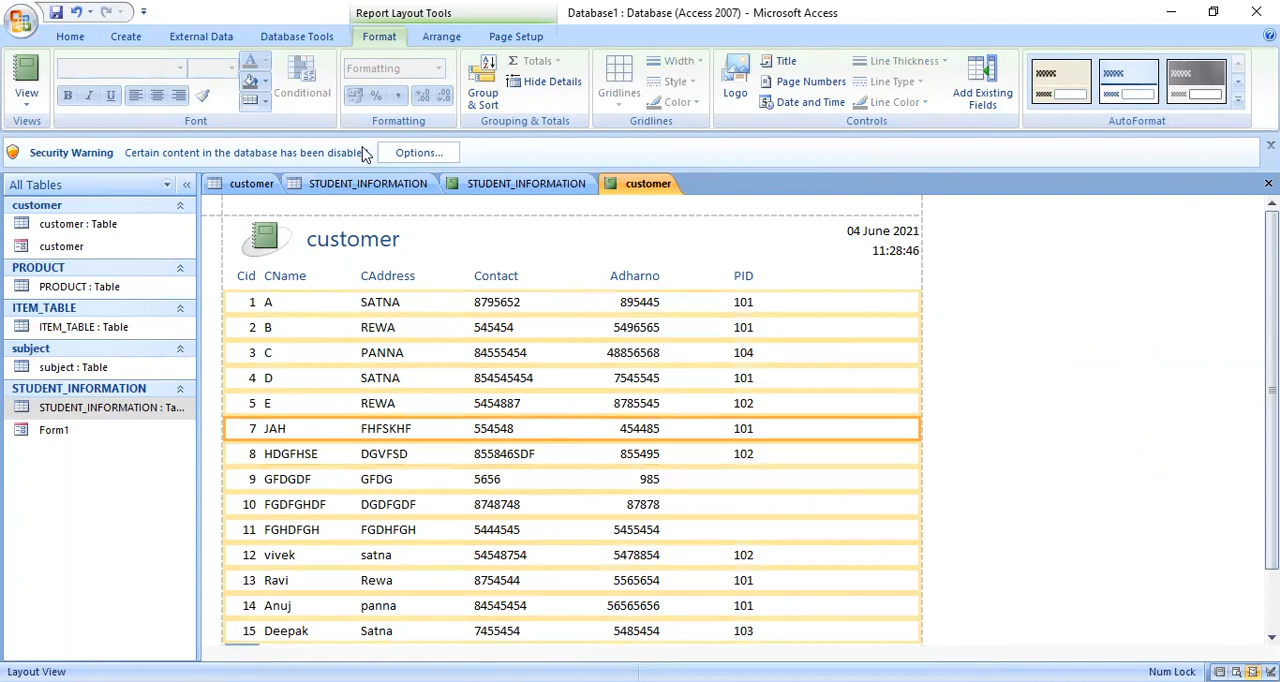 Report Layout Tools
Database1 : Database (Access 2007) - Microsoft Access
Home Create External Data Database Tools Format Arrange Page Setup
View
Views
B I U
Font
Conditional
Formatting
% ,
Formatting
Group & Sort
Σ Totals
Hide Details
Grouping & Totals
Gridlines
Width
Style
Color
Gridlines
Logo
Title
Page Numbers
Date and Time
Line Thickness
Line Type
Line Color
Add Existing Fields
Controls
AutoFormat
Security Warning Certain content in the database has been disable Options...
All Tables
customer
customer : Table
customer
PRODUCT
PRODUCT : Table
ITEM_TABLE
ITEM_TABLE : Table
subject
subject : Table
STUDENT_INFORMATION
STUDENT_INFORMATION : Ta...
Form1
customer STUDENT_INFORMATION STUDENT_INFORMATION customer
customer
04 June 2021
11:28:46
Cid CName CAddress Contact Adharno PID
1 A SATNA 8795652 895445 101
2 B REWA 545454 5496565 101
3 C PANNA 84555454 48856568 104
4 D SATNA 854545454 7545545 101
5 E REWA 5454887 8785545 102
7 JAH FHFSKHF 554548 454485 101
8 HDGFHSE DGVFSD 855846SDF 855495 102
9 GFDGDF GFDG 5656 985
10 FGDFGHDF DGDFGDF 8748748 87878
11 FGHDFGH FGDHFGH 5444545 5455454
12 vivek satna 54548754 5478854 102
13 Ravi Rewa 8754544 5565654 101
14 Anuj panna 84545454 56565656 101
15 Deepak Satna 7455454 5485454 103
Layout View
Num Lock